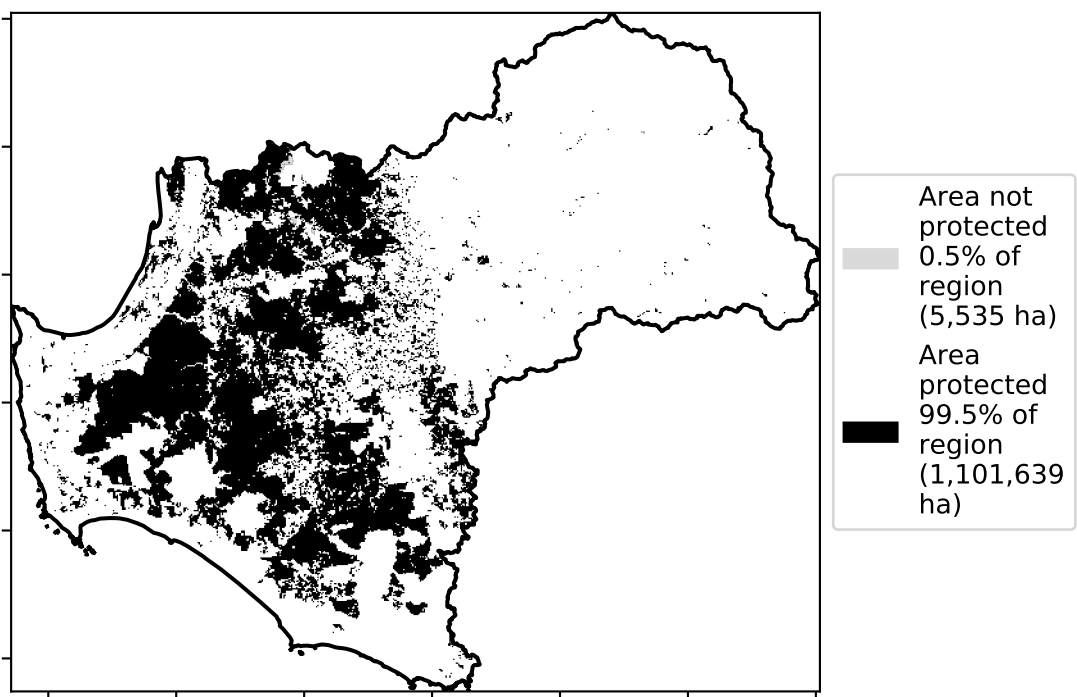 Area not
protected
0.5% of
region
(5,535 ha)
Area
protected
99.5% of
region
(1,101,639
ha)